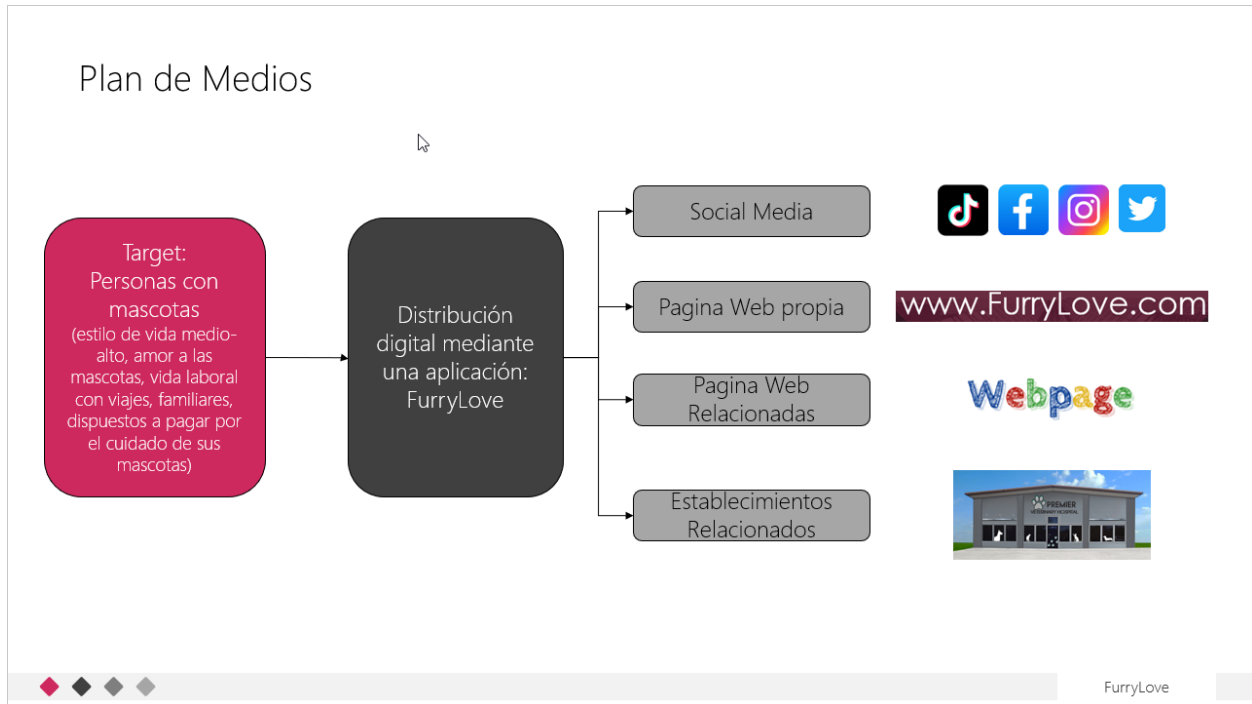 Plan de Medios
Target:
Personas con
mascotas
(estilo de vida medio-
alto, amor a las
mascotas, vida laboral
con viajes, familiares,
dispuestos a pagar por
el cuidado de sus
mascotas)
Distribución
digital mediante
una aplicación:
FurryLove
Social Media
Pagina Web propia
www.FurryLove.com
Pagina Web
Relacionadas
Webpage
Establecimientos
Relacionados
PREMIER
VETERINARY HOSPITAL
FurryLove